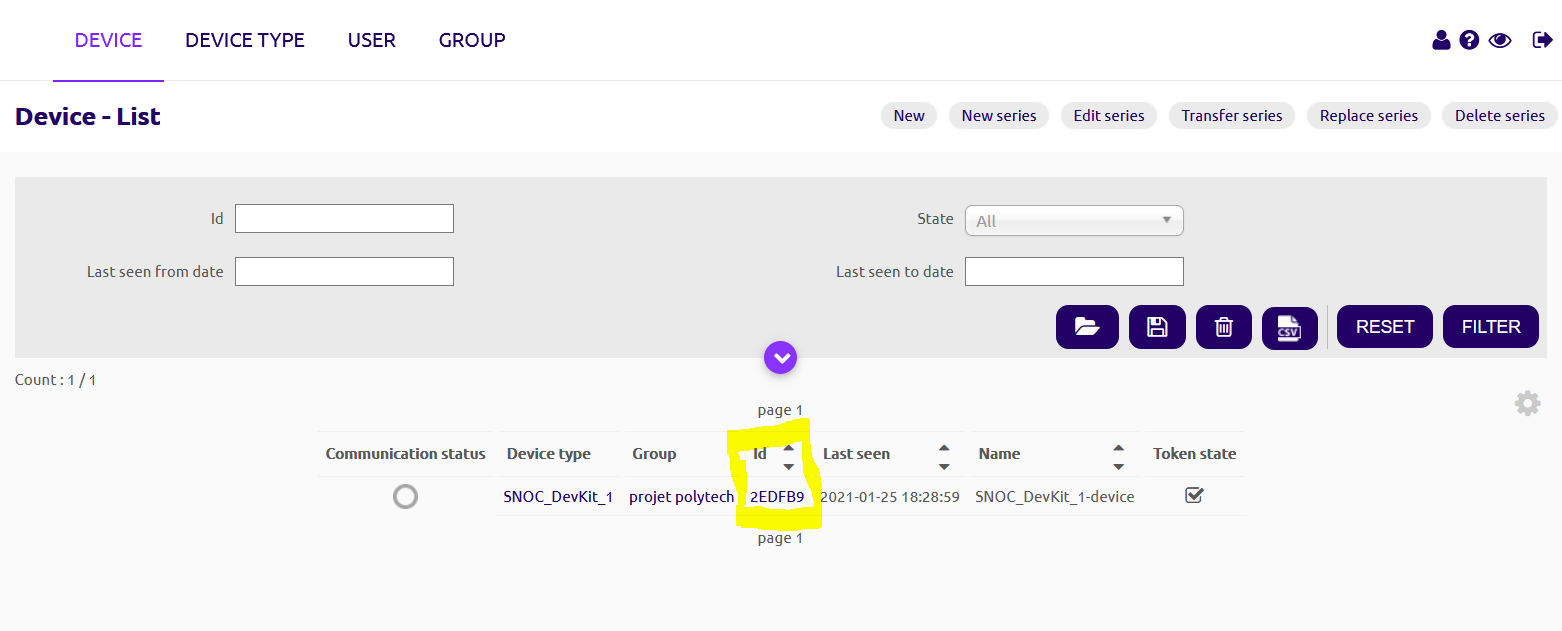 DEVICE DEVICE TYPE USER GROUP
Device - List
New New series Edit series Transfer series Replace series Delete series
Id State All
Last seen from date Last seen to date
CSV RESET FILTER
Count : 1 / 1
page 1
Communication status Device type Group Id Last seen Name Token state
SNOC_DevKit_1 projet polytech 2EDFB9 2021-01-25 18:28:59 SNOC_DevKit_1-device
page 1